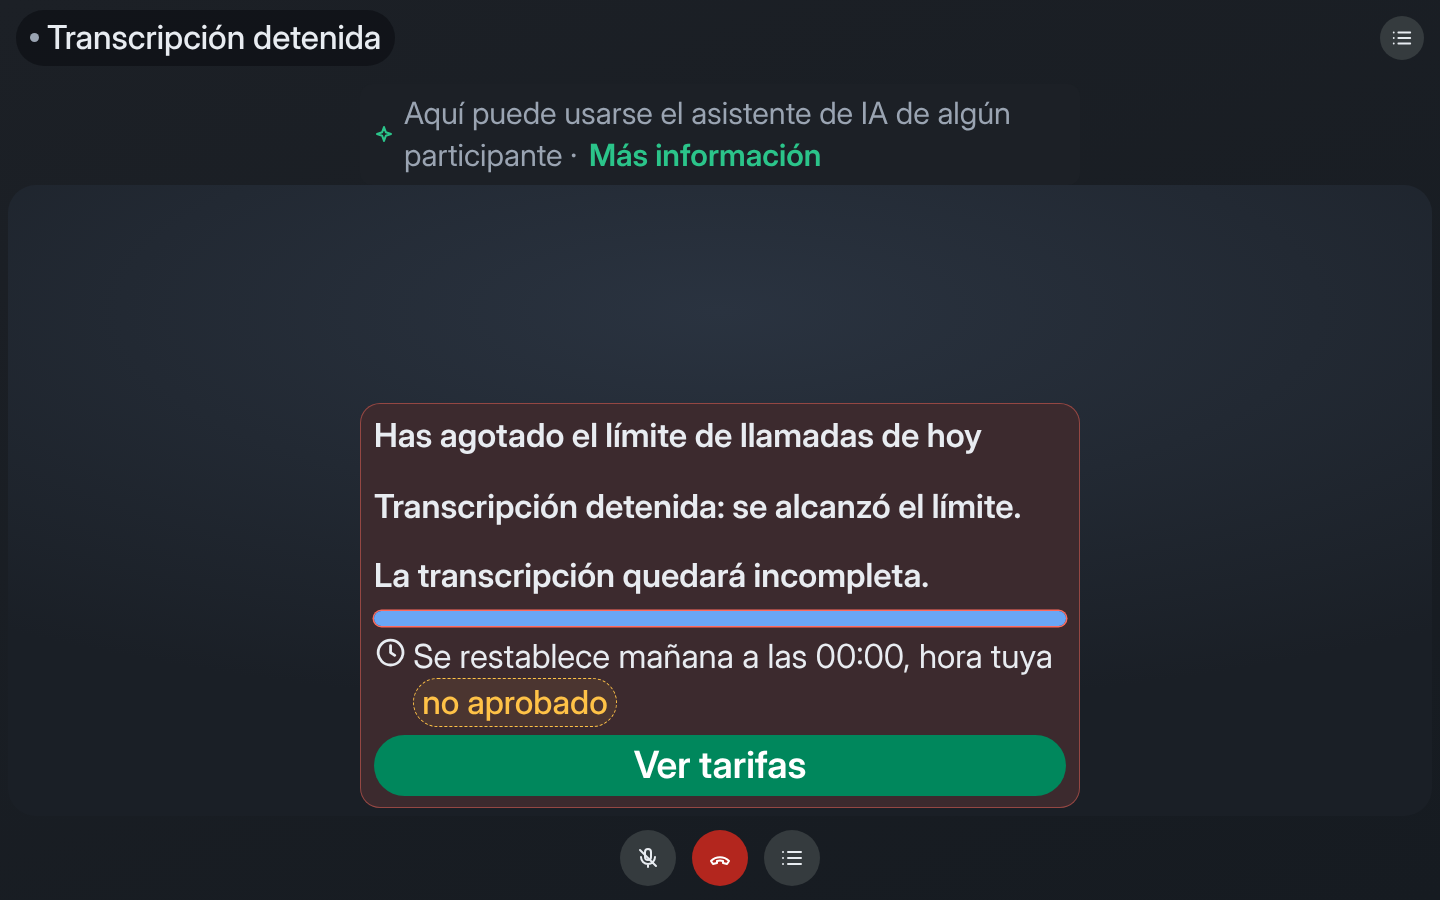 Transcripción detenida
Aquí puede usarse el asistente de IA de algún
participante · Más información
Has agotado el límite de llamadas de hoy
Transcripción detenida: se alcanzó el límite.
La transcripción quedará incompleta.
Se restablece mañana a las 00:00, hora tuya
no aprobado
Ver tarifas